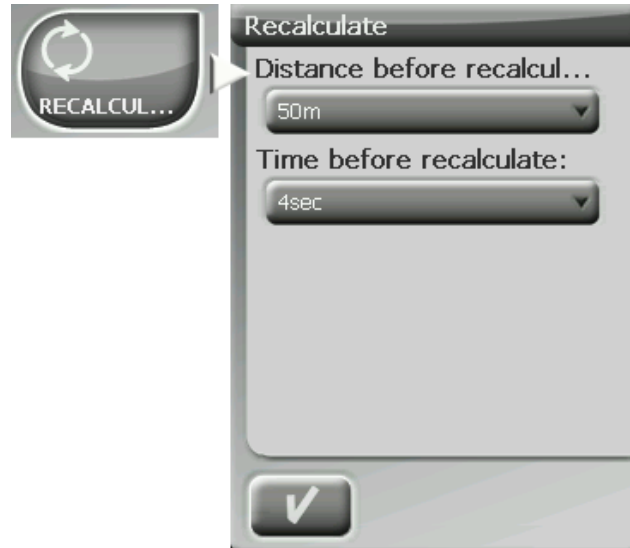 RECALCUL...
Recalculate
Distance before recalcul...
50m
Time before recalculate:
4sec